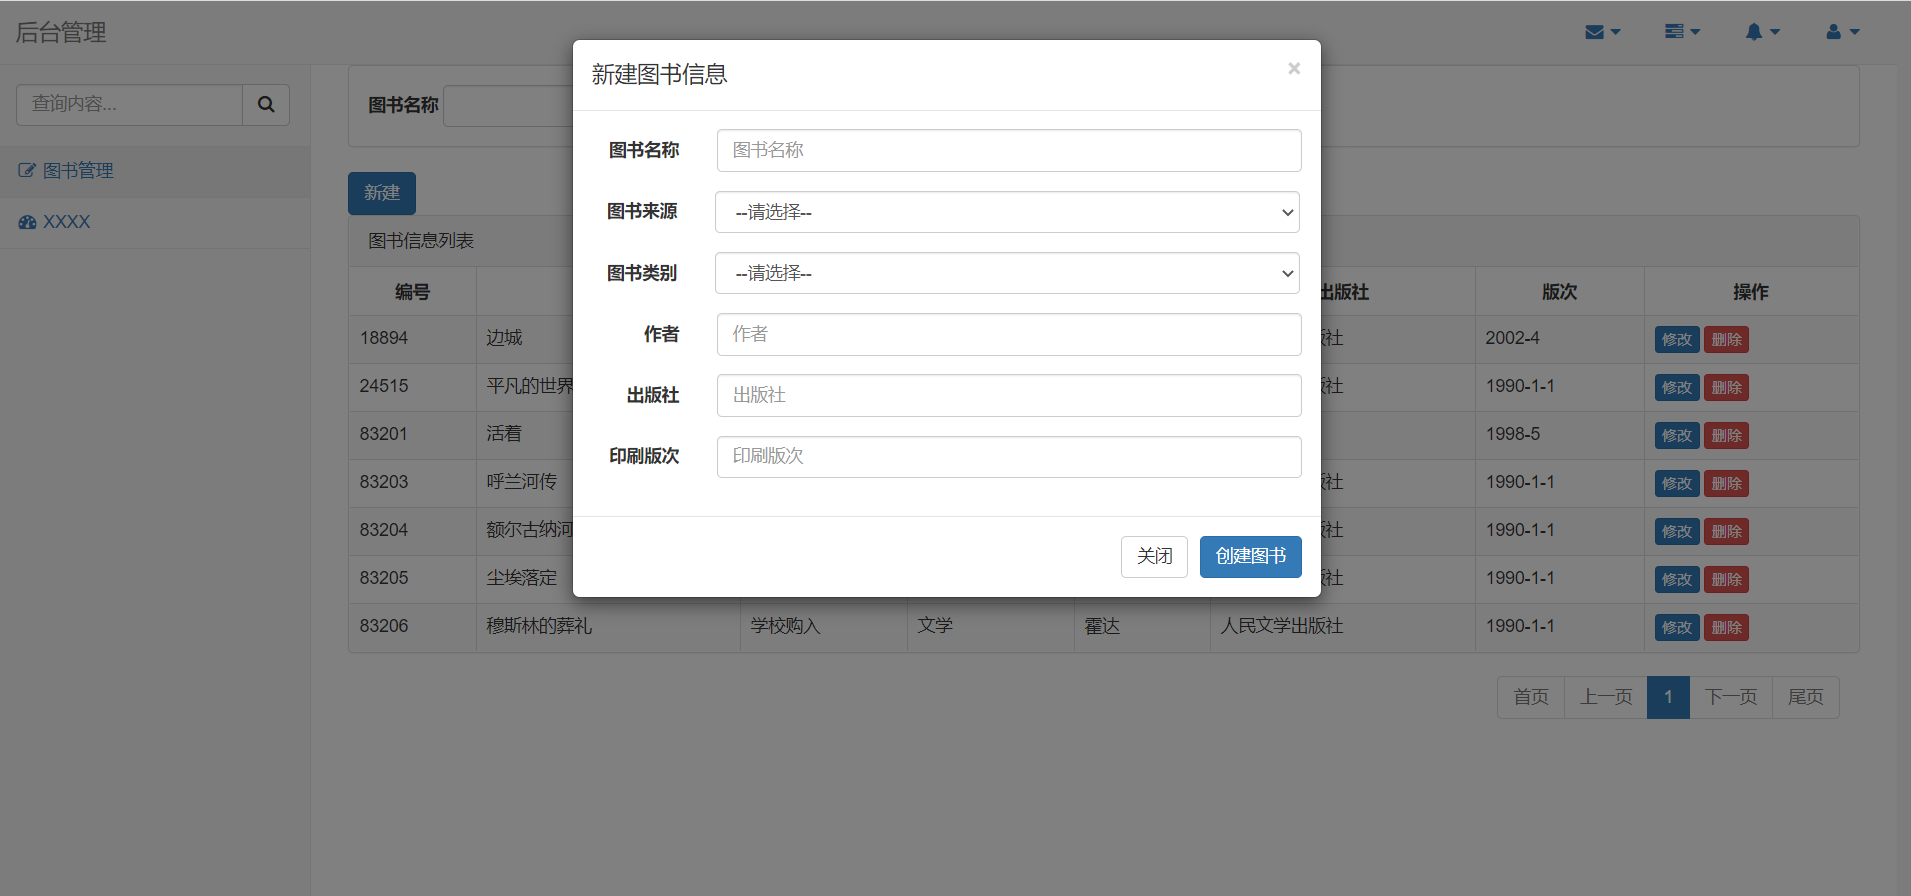 后台管理
查询内容...
图书管理
XXXX
图书名称
新建
图书信息列表
编号 出版社 版次 操作
18894 边城 版社 2002-4 修改 删除
24515 平凡的世界 版社 1990-1-1 修改 删除
83201 活着 1998-5 修改 删除
83203 呼兰河传 版社 1990-1-1 修改 删除
83204 额尔古纳河 版社 1990-1-1 修改 删除
83205 尘埃落定 版社 1990-1-1 修改 删除
83206 穆斯林的葬礼 学校购入 文学 霍达 人民文学出版社 1990-1-1 修改 删除
首页 上一页 1 下一页 尾页
新建图书信息 ×
图书名称 图书名称
图书来源 --请选择--
图书类别 --请选择--
作者 作者
出版社 出版社
印刷版次 印刷版次
关闭 创建图书